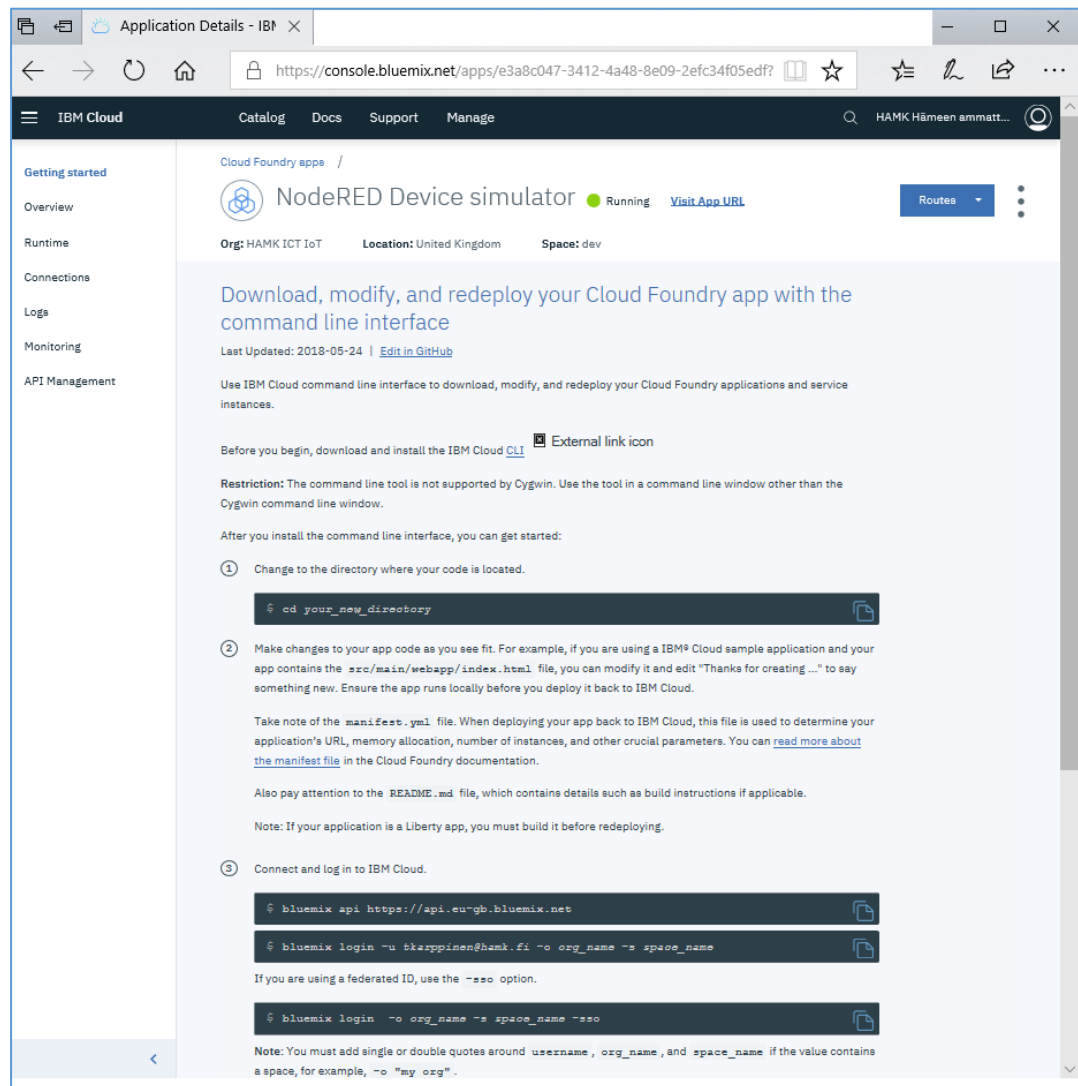 Application Details - IBM
https://console.bluemix.net/apps/e3a8c047-3412-4a48-8e09-2efc34f05edf?
IBM Cloud Catalog Docs Support Manage HAMK Hämeen ammatt...
Getting started
Overview
Runtime
Connections
Logs
Monitoring
API Management
Cloud Foundry apps /
NodeRED Device simulator Running Visit App URL
Routes
Org: HAMK ICT IoT Location: United Kingdom Space: dev
Download, modify, and redeploy your Cloud Foundry app with the
command line interface
Last Updated: 2018-05-24 | Edit in GitHub
Use IBM Cloud command line interface to download, modify, and redeploy your Cloud Foundry applications and service
instances.
Before you begin, download and install the IBM Cloud CLI External link icon
Restriction: The command line tool is not supported by Cygwin. Use the tool in a command line window other than the
Cygwin command line window.
After you install the command line interface, you can get started:
1 Change to the directory where your code is located.
$ cd your_new_directory
2 Make changes to your app code as you see fit. For example, if you are using a IBM® Cloud sample application and your
app contains the src/main/webapp/index.html file, you can modify it and edit "Thanks for creating ..." to say
something new. Ensure the app runs locally before you deploy it back to IBM Cloud.
Take note of the manifest.yml file. When deploying your app back to IBM Cloud, this file is used to determine your
application's URL, memory allocation, number of instances, and other crucial parameters. You can read more about
the manifest file in the Cloud Foundry documentation.
Also pay attention to the README.md file, which contains details such as build instructions if applicable.
Note: If your application is a Liberty app, you must build it before redeploying.
3 Connect and log in to IBM Cloud.
$ bluemix api https://api.eu-gb.bluemix.net
$ bluemix login -u tkarppinen@hamk.fi -o org_name -s space_name
If you are using a federated ID, use the -sso option.
$ bluemix login -o org_name -s space_name -sso
Note: You must add single or double quotes around username, org_name, and space_name if the value contains
a space, for example, -o "my org".